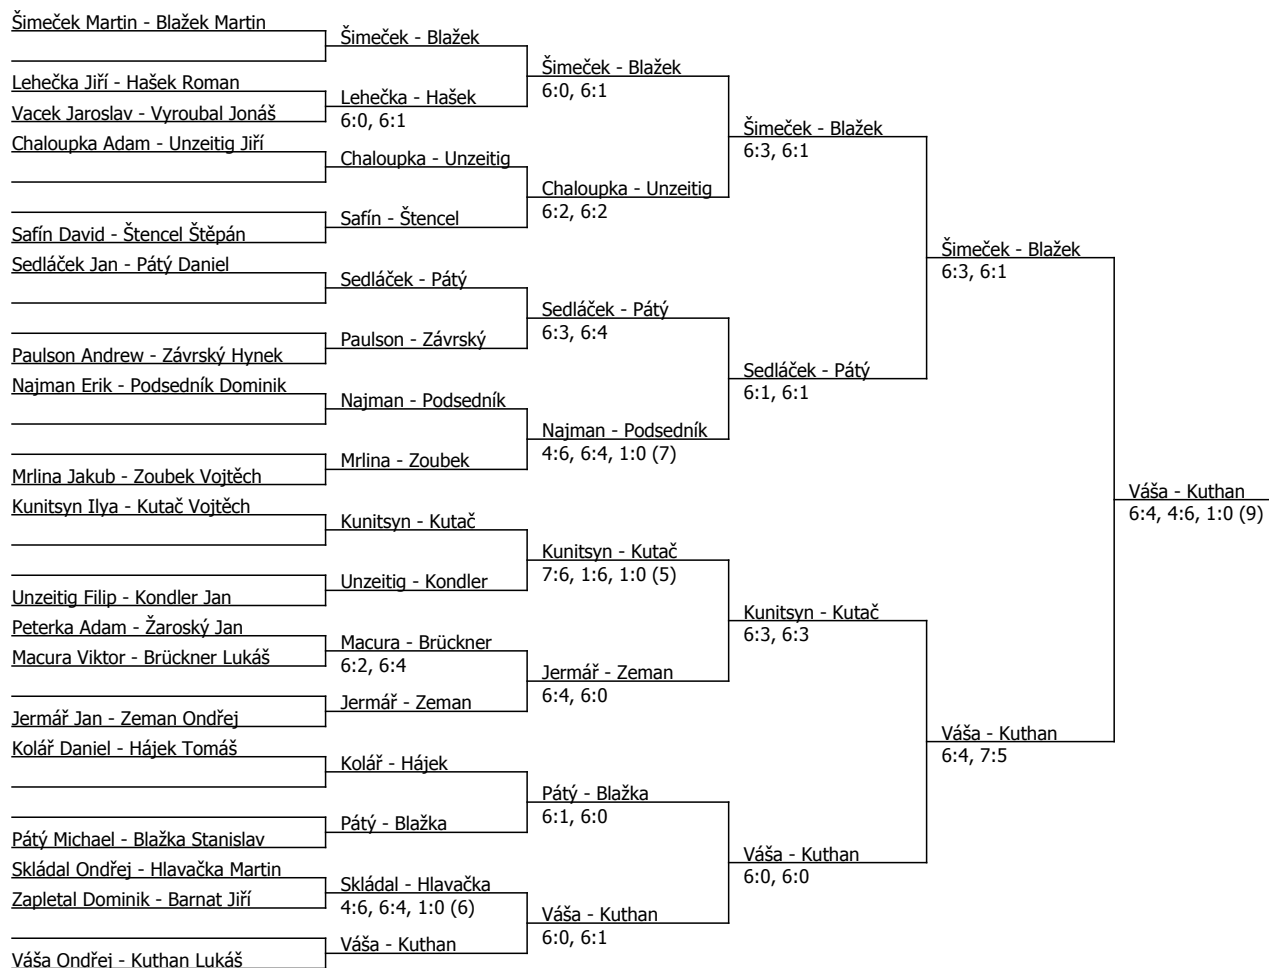 Šimeček Martin - Blažek Martin
Lehečka Jiří - Hašek Roman
Vacek Jaroslav - Vyroubal Jonáš
Chaloupka Adam - Unzeitig Jiří
Safín David - Štencel Štěpán
Sedláček Jan - Pátý Daniel
Paulson Andrew - Závrský Hynek
Najman Erik - Podsedník Dominik
Mrlina Jakub - Zoubek Vojtěch
Kunitsyn Ilya - Kutač Vojtěch
Unzeitig Filip - Kondler Jan
Peterka Adam - Žaroský Jan
Macura Viktor - Brückner Lukáš
Jermář Jan - Zeman Ondřej
Kolář Daniel - Hájek Tomáš
Pátý Michael - Blažka Stanislav
Skládal Ondřej - Hlavačka Martin
Zapletal Dominik - Barnat Jiří
Váša Ondřej - Kuthan Lukáš
Šimeček - Blažek
Lehečka - Hašek
6:0, 6:1
Chaloupka - Unzeitig
Safín - Štencel
Sedláček - Pátý
Paulson - Závrský
Najman - Podsedník
Mrlina - Zoubek
Kunitsyn - Kutač
Unzeitig - Kondler
Macura - Brückner
6:2, 6:4
Jermář - Zeman
Kolář - Hájek
Pátý - Blažka
Skládal - Hlavačka
4:6, 6:4, 1:0 (6)
Váša - Kuthan
Šimeček - Blažek
6:0, 6:1
Chaloupka - Unzeitig
6:2, 6:2
Sedláček - Pátý
6:3, 6:4
Najman - Podsedník
4:6, 6:4, 1:0 (7)
Kunitsyn - Kutač
7:6, 1:6, 1:0 (5)
Jermář - Zeman
6:4, 6:0
Pátý - Blažka
6:1, 6:0
Váša - Kuthan
6:0, 6:1
Šimeček - Blažek
6:3, 6:1
Sedláček - Pátý
6:1, 6:1
Kunitsyn - Kutač
6:3, 6:3
Váša - Kuthan
6:0, 6:0
Šimeček - Blažek
6:3, 6:1
Váša - Kuthan
6:4, 7:5
Váša - Kuthan
6:4, 4:6, 1:0 (9)